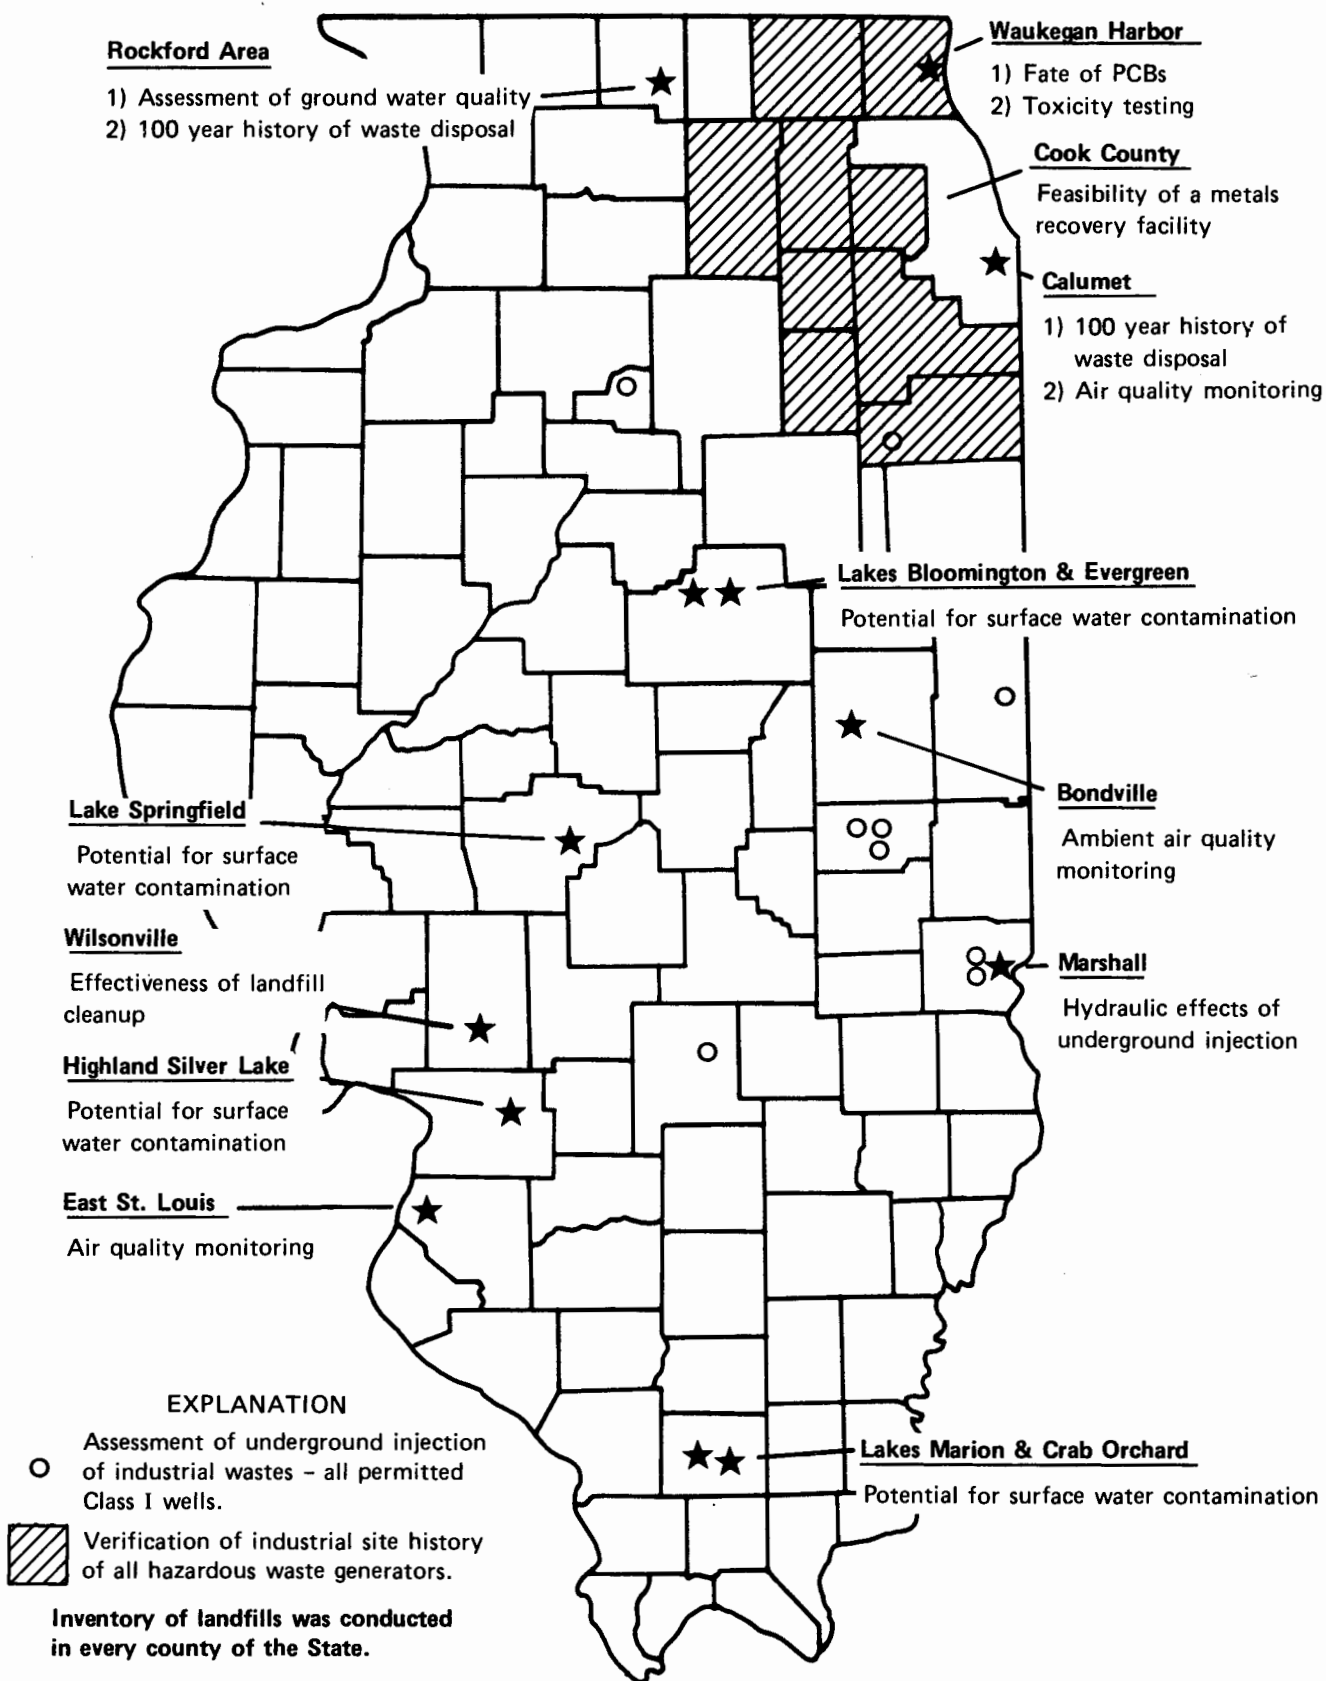 Rockford Area
1) Assessment of ground water quality
2) 100 year history of waste disposal
Waukegan Harbor
1) Fate of PCBs
2) Toxicity testing
Cook County
Feasibility of a metals
recovery facility
Calumet
1) 100 year history of
waste disposal
2) Air quality monitoring
Lakes Bloomington & Evergreen
Potential for surface water contamination
Bondville
Ambient air quality
monitoring
Lake Springfield
Potential for surface
water contamination
Wilsonville
Effectiveness of landfill
cleanup
Marshall
Hydraulic effects of
underground injection
Highland Silver Lake
Potential for surface
water contamination
East St. Louis
Air quality monitoring
Lakes Marion & Crab Orchard
Potential for surface water contamination
EXPLANATION
Assessment of underground injection
of industrial wastes – all permitted
Class I wells.
Verification of industrial site history
of all hazardous waste generators.
Inventory of landfills was conducted
in every county of the State.